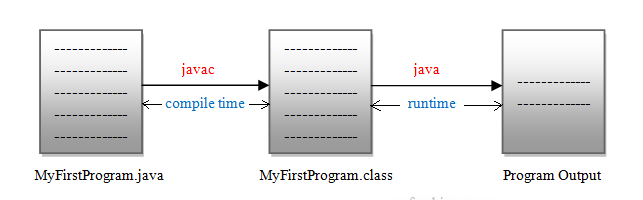 javac
java
compile time
runtime
MyFirstProgram.java
MyFirstProgram.class
Program Output